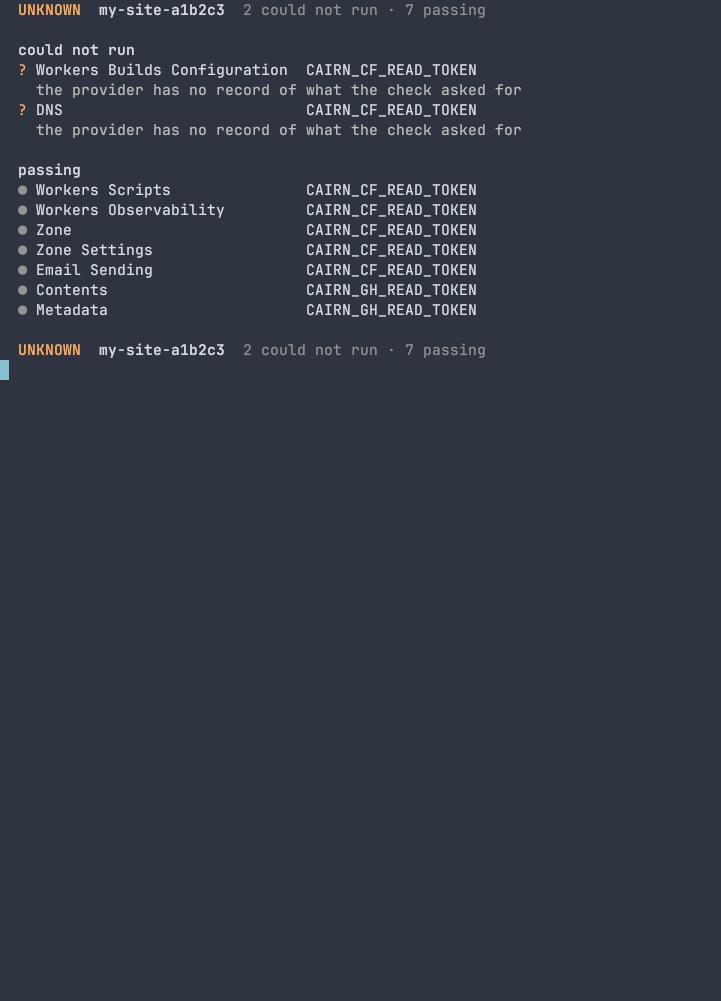 UNKNOWN  my-site-a1b2c3  2 could not run · 7 passing
could not run
? Workers Builds Configuration  CAIRN_CF_READ_TOKEN
the provider has no record of what the check asked for
? DNS  CAIRN_CF_READ_TOKEN
the provider has no record of what the check asked for
passing
● Workers Scripts  CAIRN_CF_READ_TOKEN
● Workers Observability  CAIRN_CF_READ_TOKEN
● Zone  CAIRN_CF_READ_TOKEN
● Zone Settings  CAIRN_CF_READ_TOKEN
● Email Sending  CAIRN_CF_READ_TOKEN
● Contents  CAIRN_GH_READ_TOKEN
● Metadata  CAIRN_GH_READ_TOKEN
UNKNOWN  my-site-a1b2c3  2 could not run · 7 passing